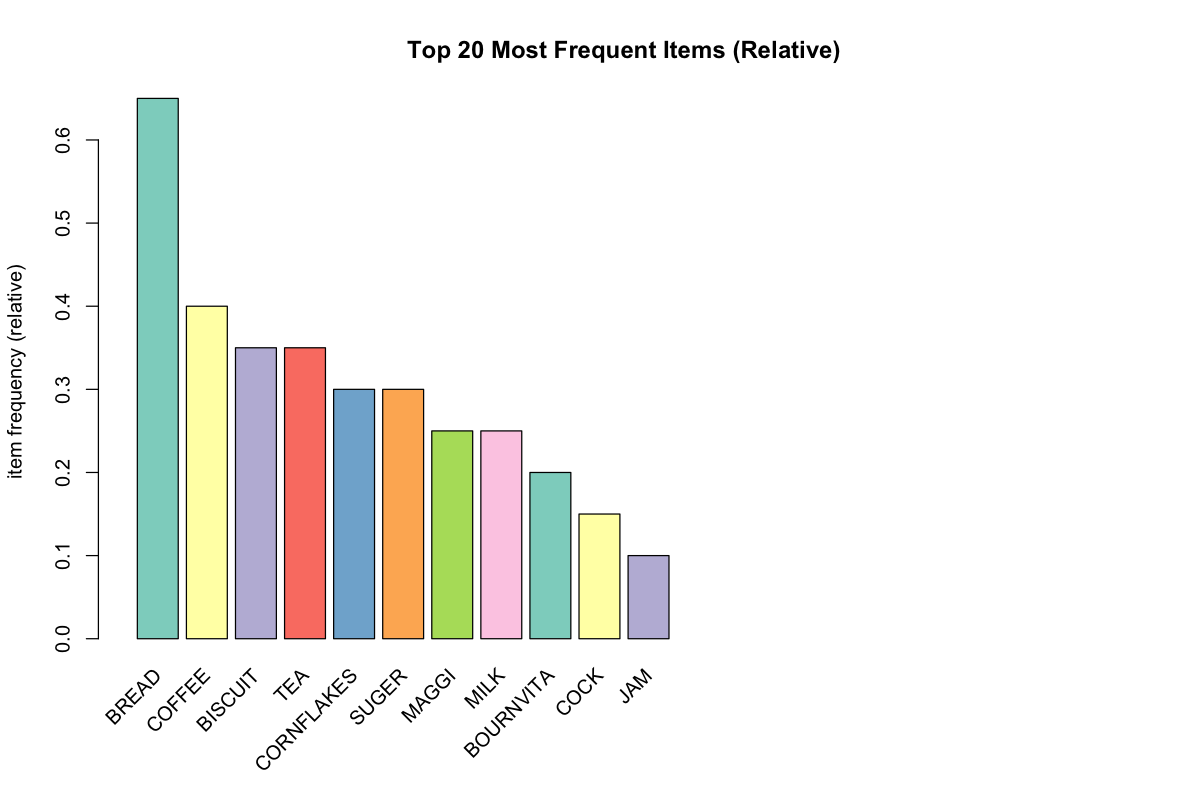 Top 20 Most Frequent Items (Relative)
item frequency (relative)
0.6
0.5
0.4
0.3
0.2
0.1
0.0
BREAD
COFFEE
BISCUIT
TEA
CORNFLAKES
SUGER
MAGGI
MILK
BOURNVITA
COCK
JAM